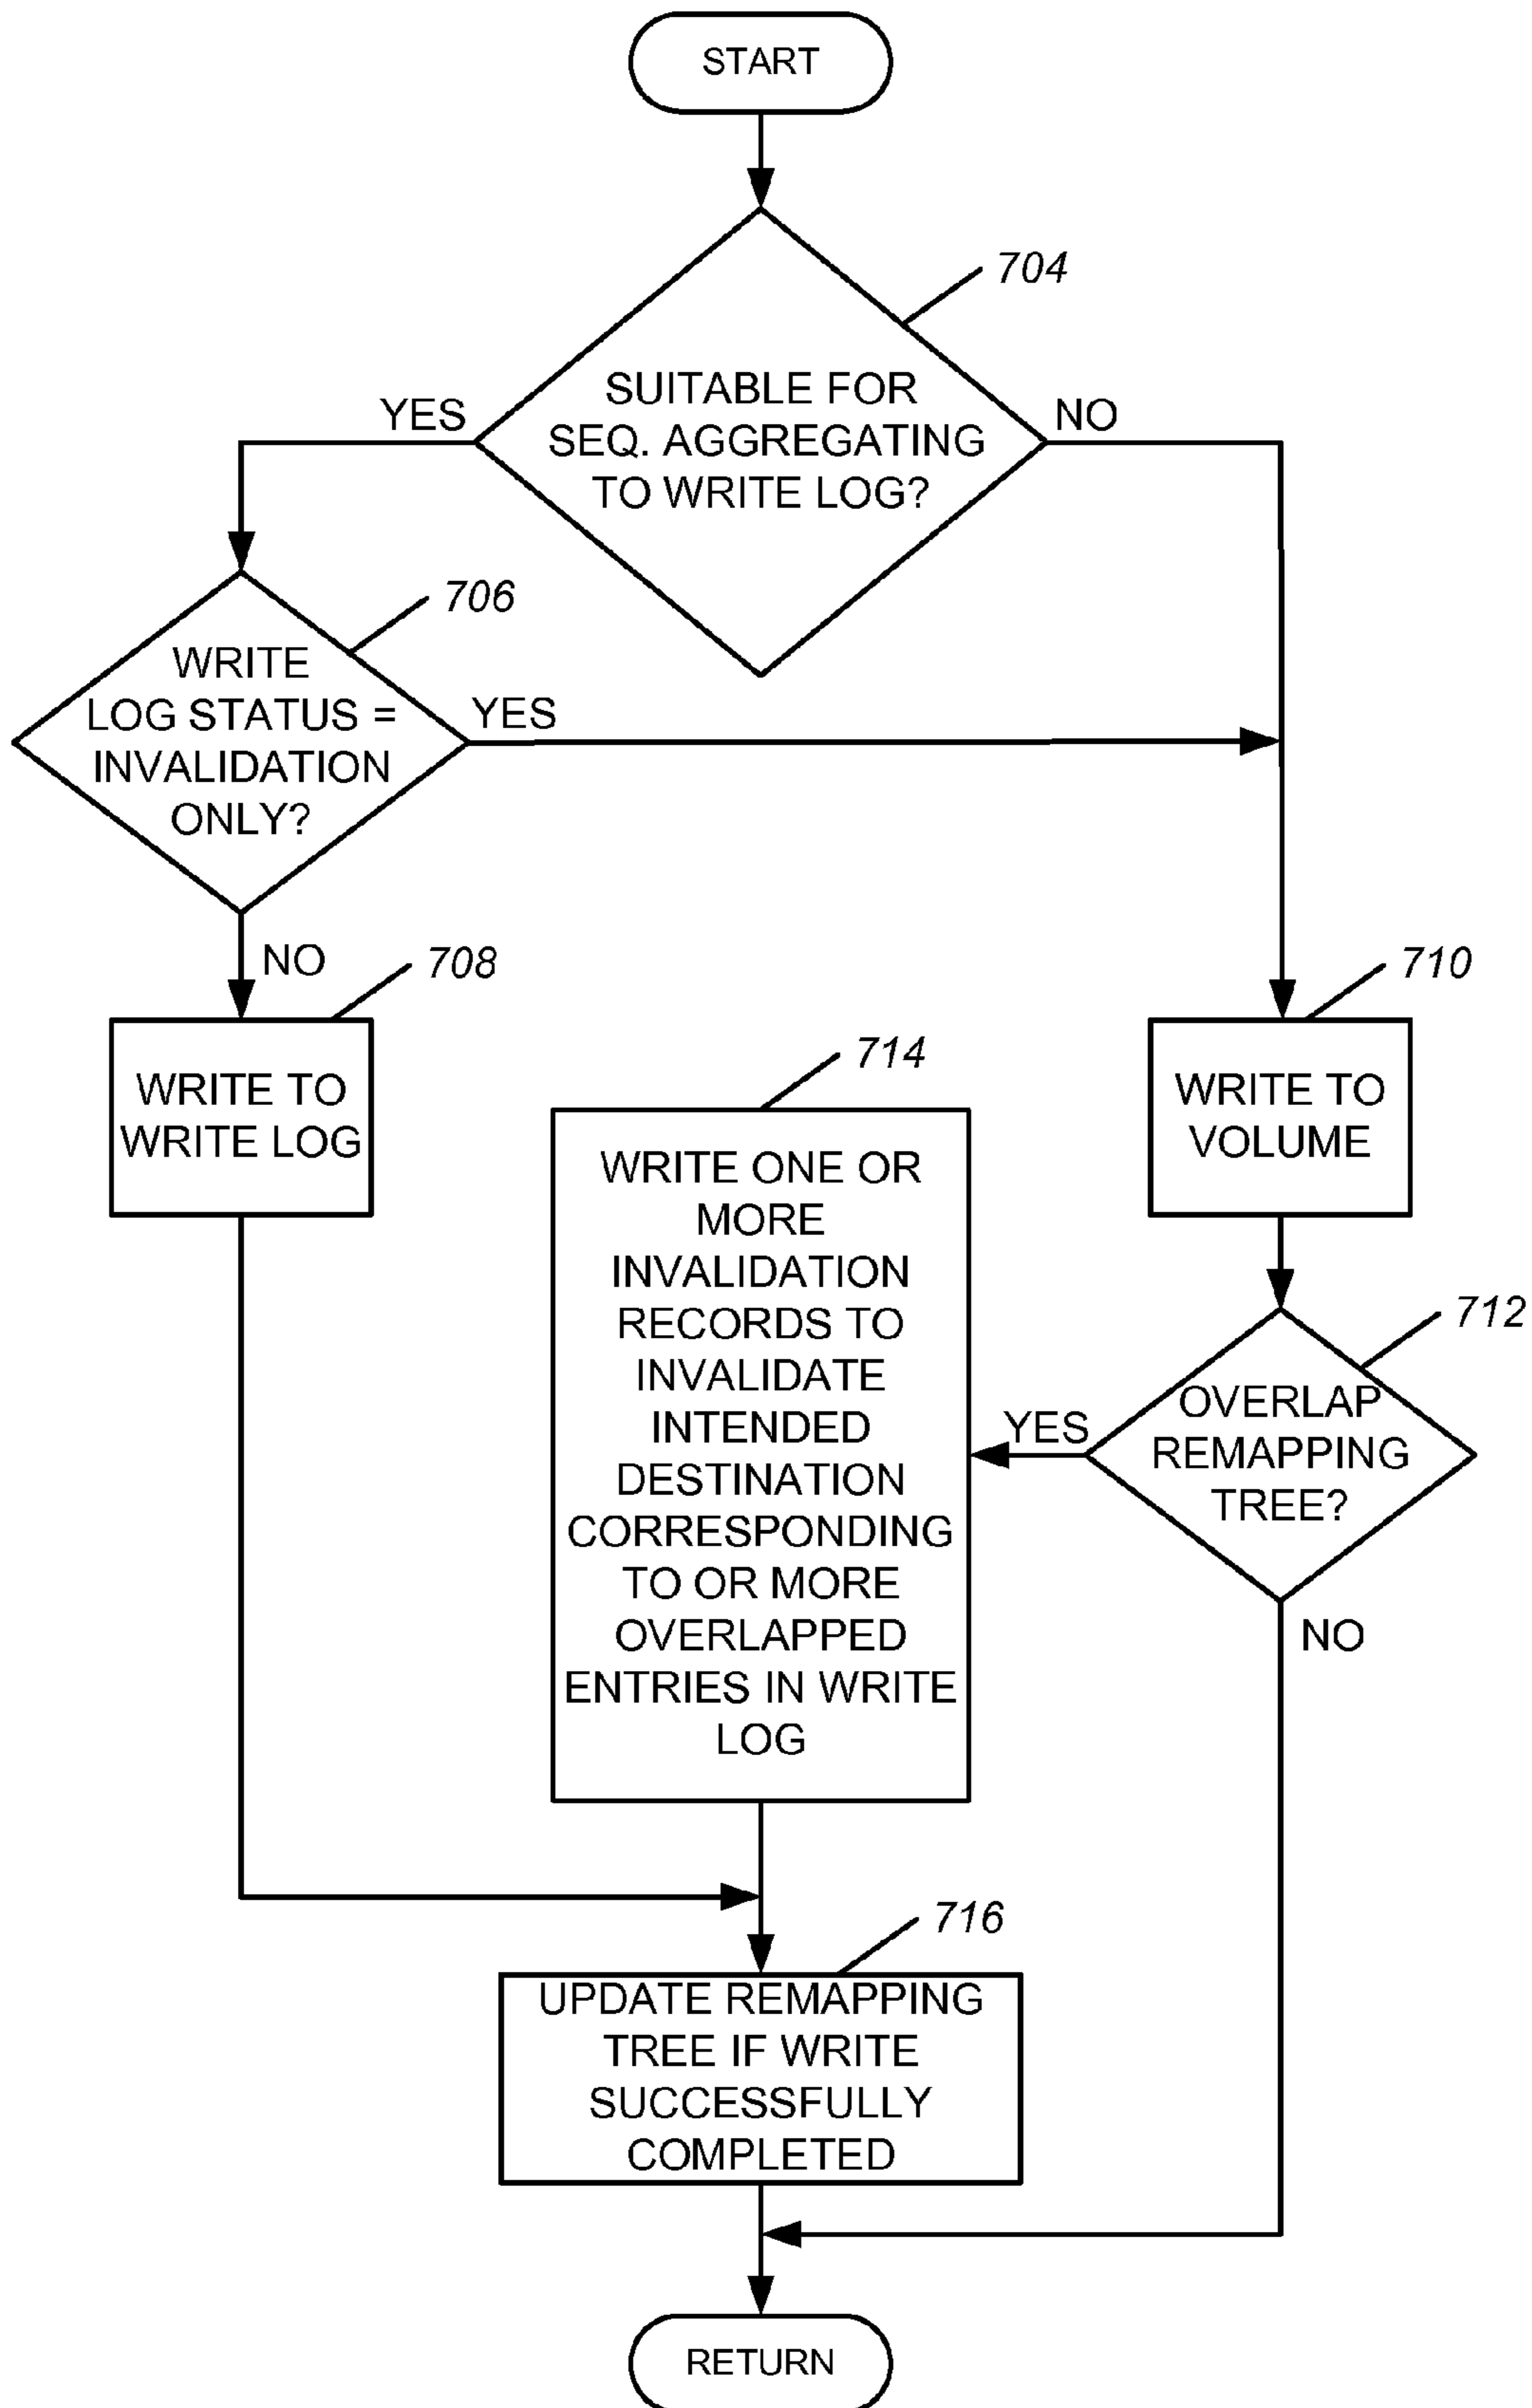 START
704
SUITABLE FOR
SEQ. AGGREGATING
TO WRITE LOG?
YES
NO
706
WRITE
LOG STATUS =
INVALIDATION
ONLY?
YES
NO
708
WRITE TO
WRITE LOG
710
WRITE TO
VOLUME
712
OVERLAP
REMAPPING
TREE?
YES
NO
714
WRITE ONE OR
MORE
INVALIDATION
RECORDS TO
INVALIDATE
INTENDED
DESTINATION
CORRESPONDING
TO OR MORE
OVERLAPPED
ENTRIES IN WRITE
LOG
716
UPDATE REMAPPING
TREE IF WRITE
SUCCESSFULLY
COMPLETED
RETURN